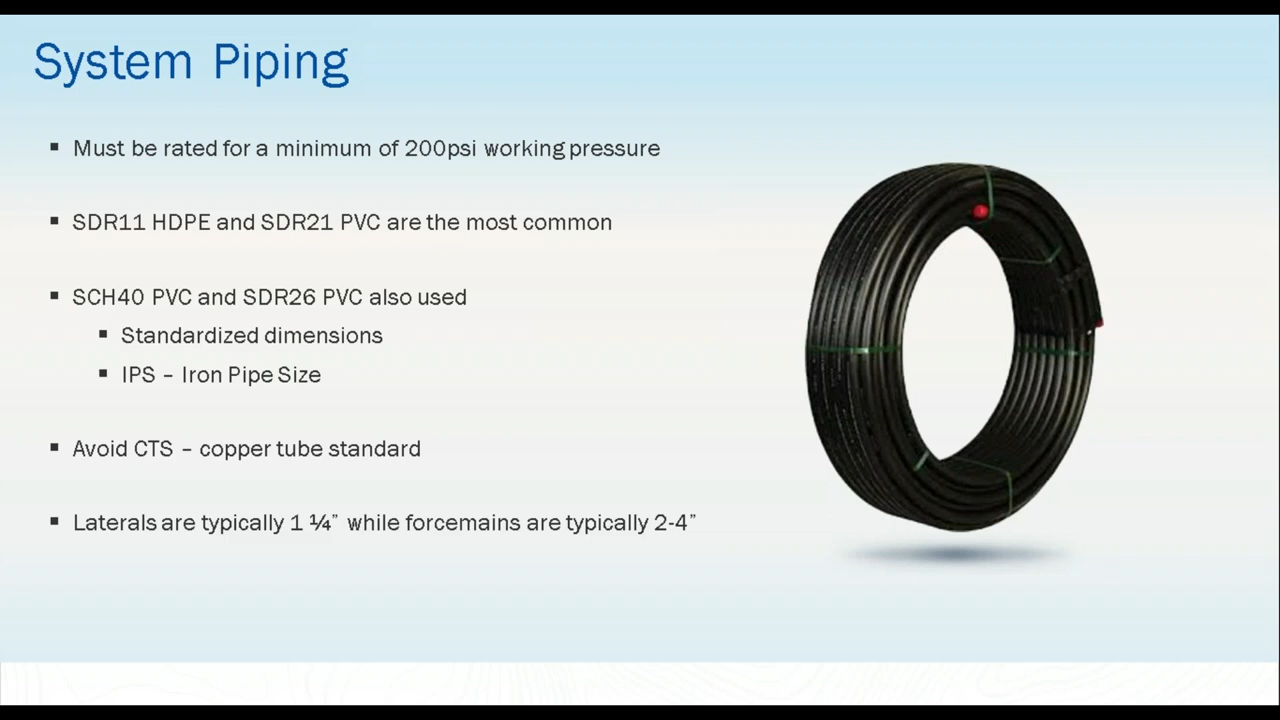 System Piping
▪ Must be rated for a minimum of 200psi working pressure
▪ SDR11 HDPE and SDR21 PVC are the most common
▪ SCH40 PVC and SDR26 PVC also used
▪ Standardized dimensions
▪ IPS – Iron Pipe Size
▪ Avoid CTS – copper tube standard
▪ Laterals are typically 1 ¼” while forcemains are typically 2-4”